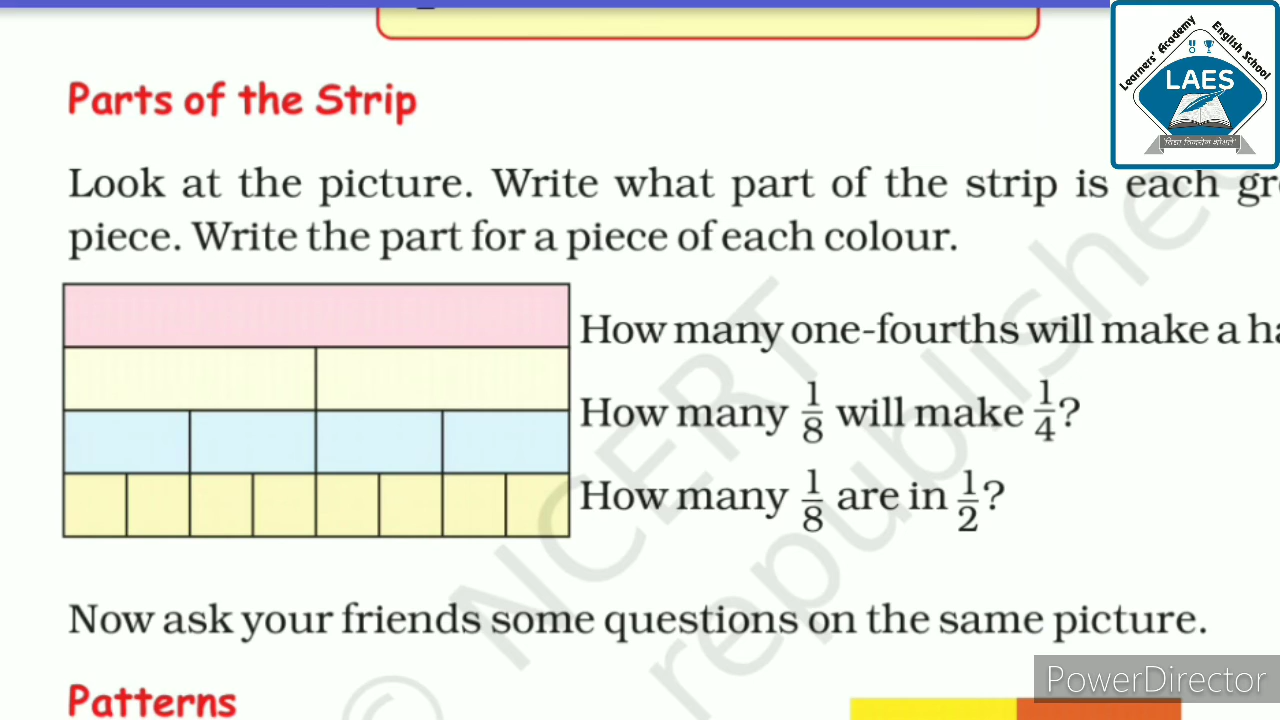 Learners' Academy English School
LAES
Parts of the Strip
Look at the picture. Write what part of the strip is each
piece. Write the part for a piece of each colour.
How many one-fourths will make a
How many 1/8 will make 1/4?
How many 1/8 are in 1/2?
Now ask your friends some questions on the same picture.
© NCERT
republished
Patterns
PowerDirector